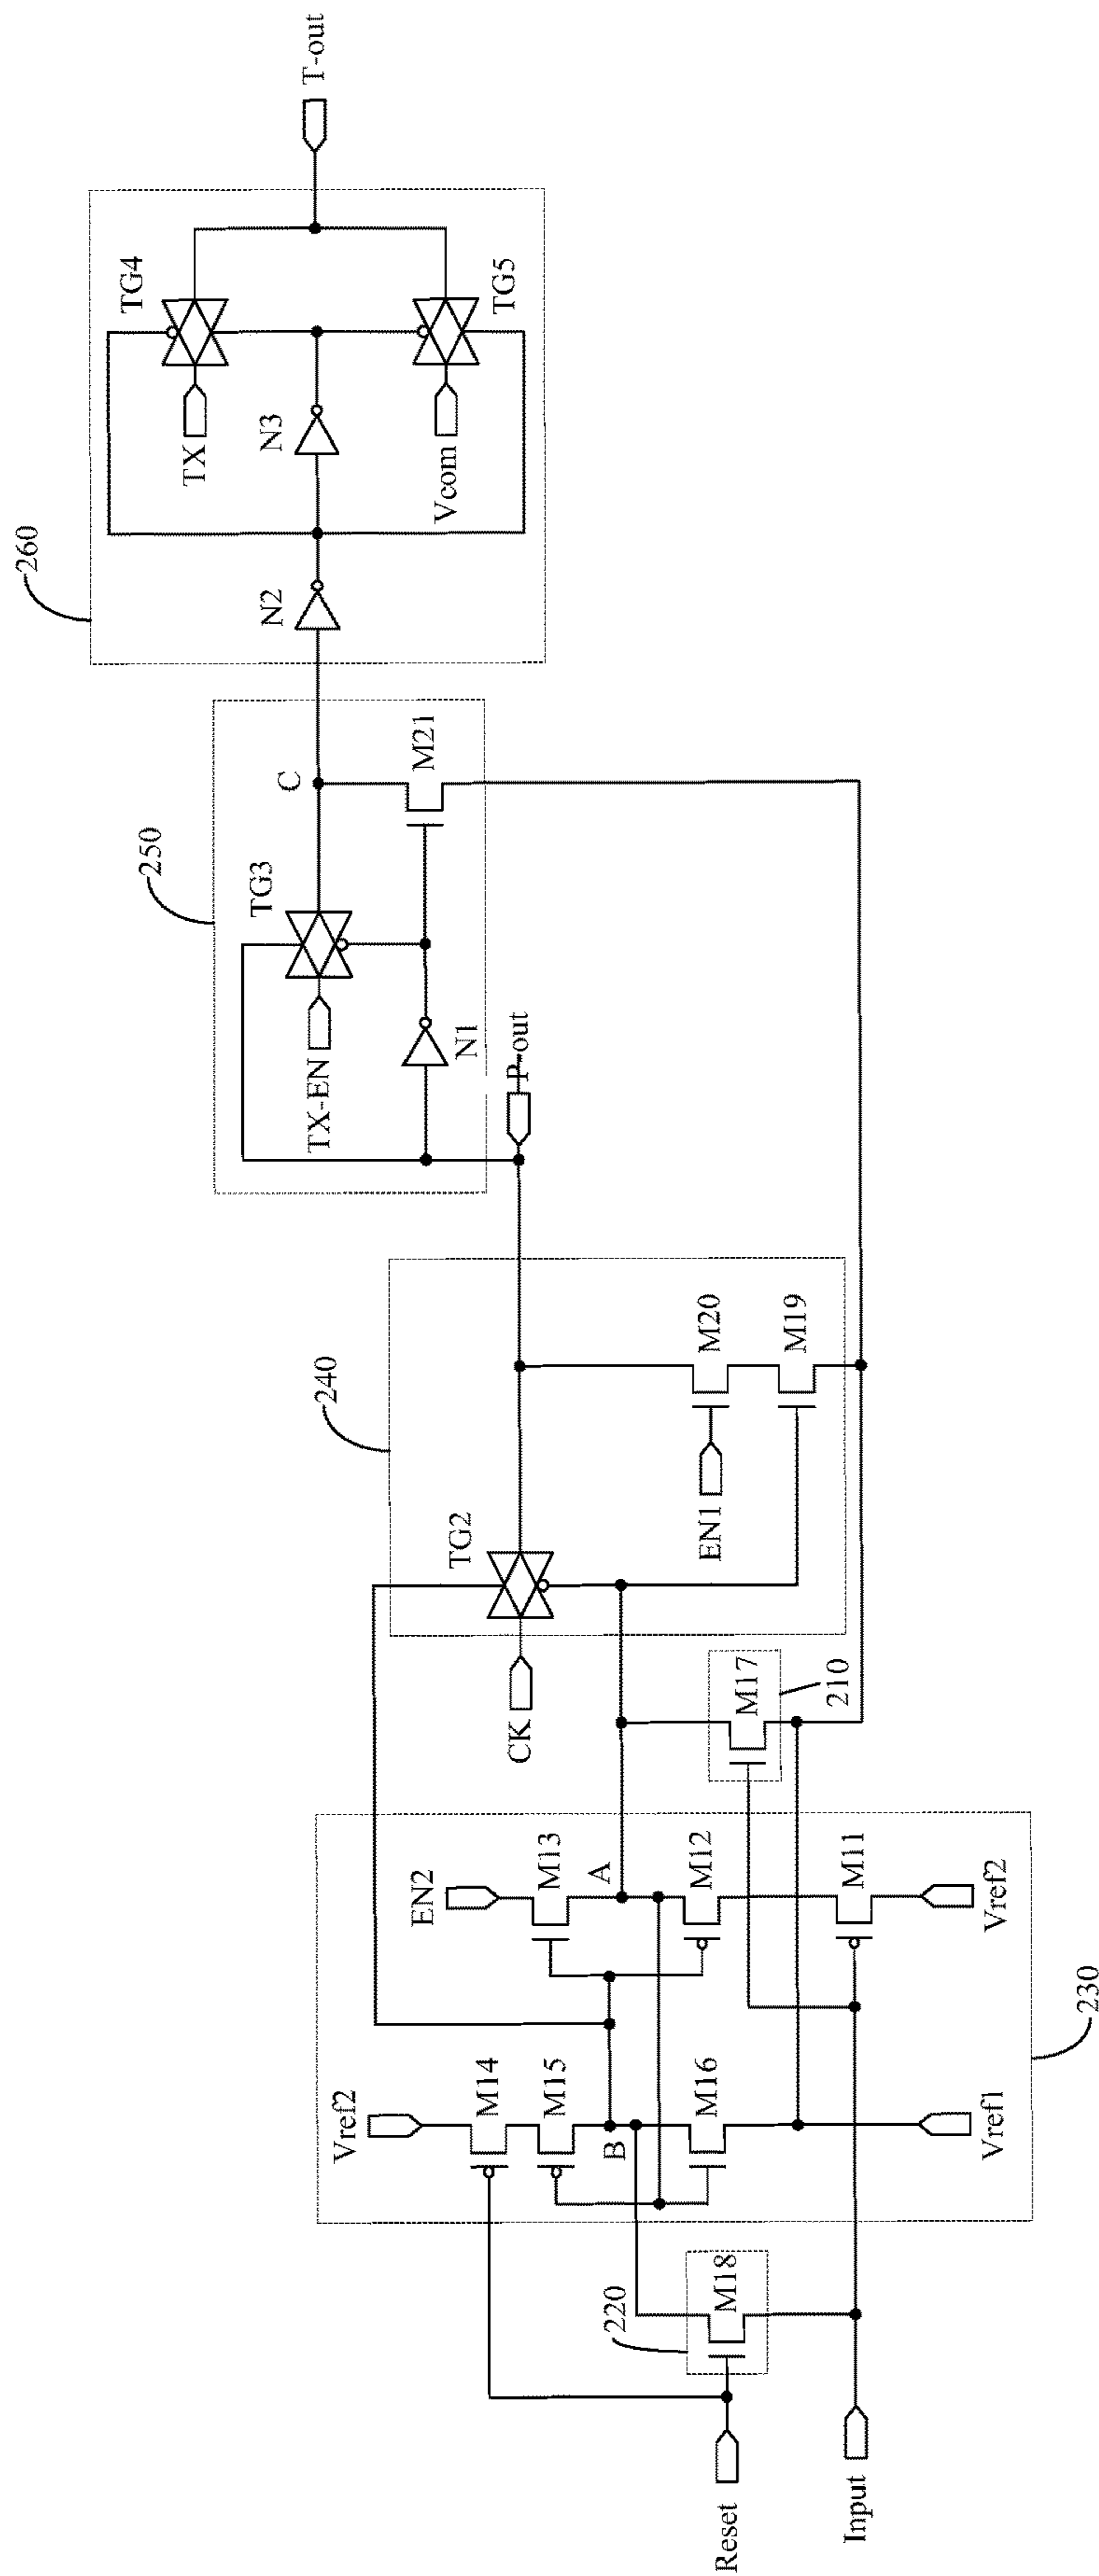 260
TG4
T-out
TX
N2
N3
Vcom
TG5
250
C
TG3
M21
TX-EN
N1
P-out
240
TG2
M20
CK
EN1
M19
M17
210
EN2
M13
A
M12
M11
Vref2
Vref2
M14
M15
B
M16
Vref1
230
220
M18
Reset
Input